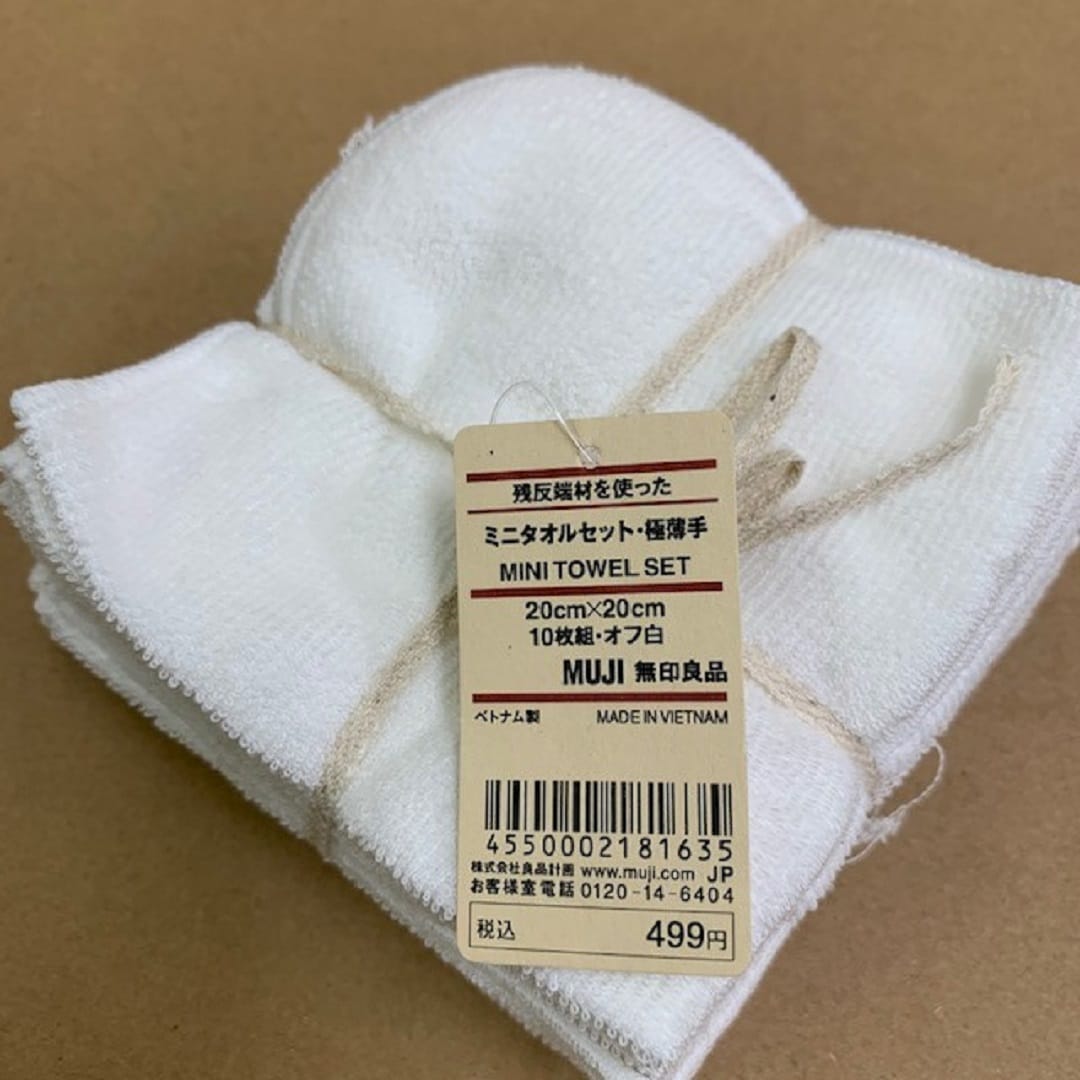 残反端材を使った
ミニタオルセット・極薄手
MINI TOWEL SET
20cm×20cm
10枚組・オフ白
MUJI 無印良品
ベトナム製 MADE IN VIETNAM
4550002181635
株式会社良品計画 www.muji.com JP
お客様室電話 0120-14-6404
税込 499円